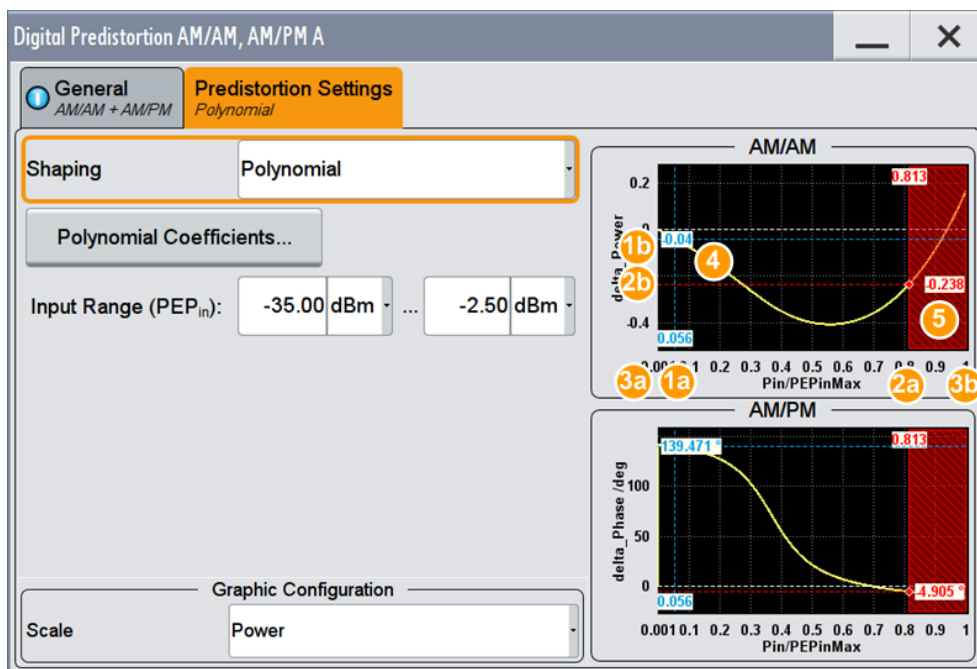 Digital Predistortion AM/AM, AM/PM A
General
AM/AM + AM/PM
Predistortion Settings
Polynomial
Shaping
Polynomial
Polynomial Coefficients...
Input Range (PEPin):
-35.00 dBm ... -2.50 dBm
Graphic Configuration
Scale
Power
AM/AM
0.813
0.2
0
-0.04
1b
4
delta_Power
2b
-0.238
-0.4
5
0.056
0.001 0.1 0.2 0.3 0.4 0.5 0.6 0.7 0.8 0.9 1
3a 1a 2a 3b
Pin/PEPinMax
AM/PM
0.813
139.471 °
100
delta_Phase /deg
50
0
-4.905 °
0.056
0.001 0.1 0.2 0.3 0.4 0.5 0.6 0.7 0.8 0.9 1
Pin/PEPinMax